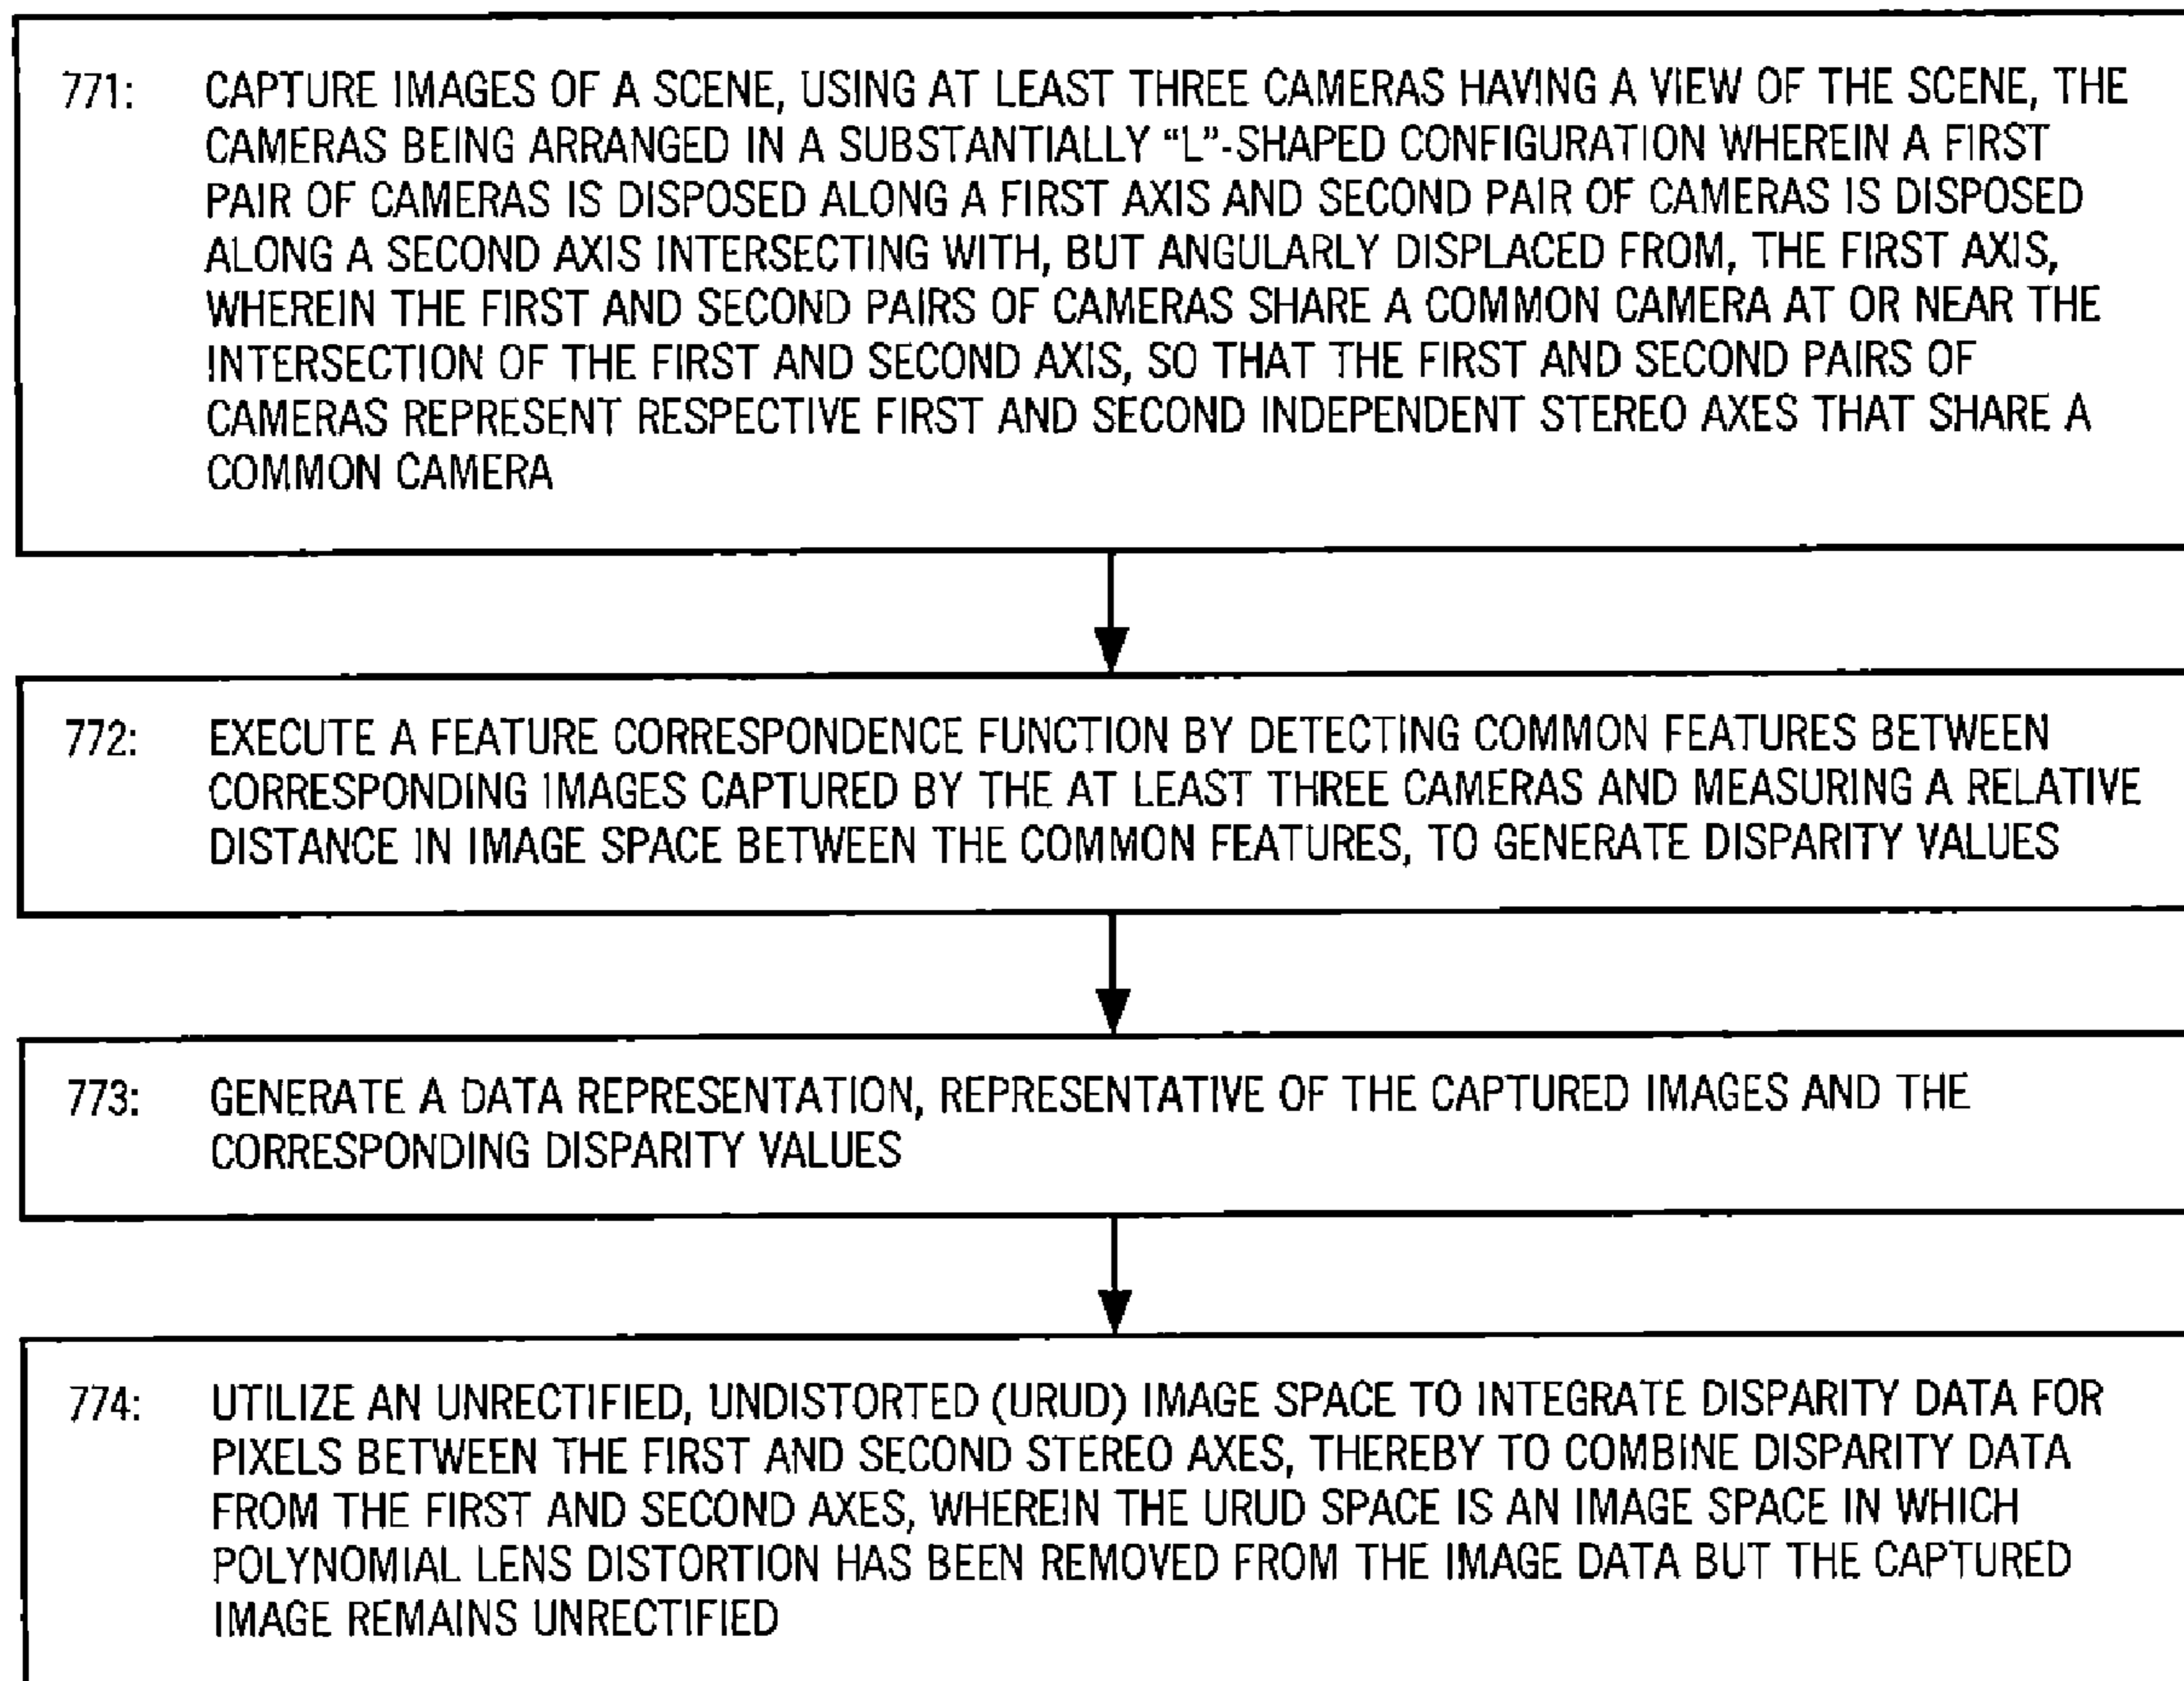 771: CAPTURE IMAGES OF A SCENE, USING AT LEAST THREE CAMERAS HAVING A VIEW OF THE SCENE, THE
CAMERAS BEING ARRANGED IN A SUBSTANTIALLY “L”-SHAPED CONFIGURATION WHEREIN A FIRST
PAIR OF CAMERAS IS DISPOSED ALONG A FIRST AXIS AND SECOND PAIR OF CAMERAS IS DISPOSED
ALONG A SECOND AXIS INTERSECTING WITH, BUT ANGULARLY DISPLACED FROM, THE FIRST AXIS,
WHEREIN THE FIRST AND SECOND PAIRS OF CAMERAS SHARE A COMMON CAMERA AT OR NEAR THE
INTERSECTION OF THE FIRST AND SECOND AXIS, SO THAT THE FIRST AND SECOND PAIRS OF
CAMERAS REPRESENT RESPECTIVE FIRST AND SECOND INDEPENDENT STEREO AXES THAT SHARE A
COMMON CAMERA
772: EXECUTE A FEATURE CORRESPONDENCE FUNCTION BY DETECTING COMMON FEATURES BETWEEN
CORRESPONDING IMAGES CAPTURED BY THE AT LEAST THREE CAMERAS AND MEASURING A RELATIVE
DISTANCE IN IMAGE SPACE BETWEEN THE COMMON FEATURES, TO GENERATE DISPARITY VALUES
773: GENERATE A DATA REPRESENTATION, REPRESENTATIVE OF THE CAPTURED IMAGES AND THE
CORRESPONDING DISPARITY VALUES
774: UTILIZE AN UNRECTIFIED, UNDISTORTED (URUD) IMAGE SPACE TO INTEGRATE DISPARITY DATA FOR
PIXELS BETWEEN THE FIRST AND SECOND STEREO AXES, THEREBY TO COMBINE DISPARITY DATA
FROM THE FIRST AND SECOND AXES, WHEREIN THE URUD SPACE IS AN IMAGE SPACE IN WHICH
POLYNOMIAL LENS DISTORTION HAS BEEN REMOVED FROM THE IMAGE DATA BUT THE CAPTURED
IMAGE REMAINS UNRECTIFIED